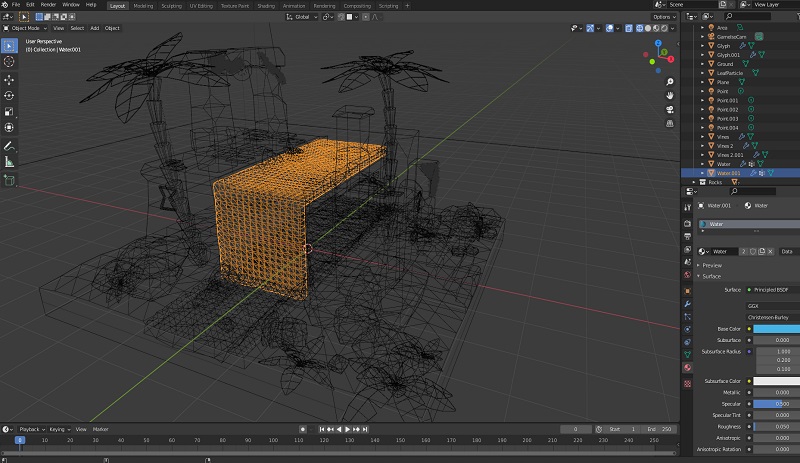 File Edit Render Window Help Layout Modeling Sculpting UV Editing Texture Paint Shading Animation Rendering Compositing Scripting Scene View Layer
Global Options
Object Mode View Select Add Object
User Perspective
(0) Collection | Water.001
X
Area
GameboCam
Glyph
Glyph.001
Ground
LeafParticle
Plane
Point
Point.001
Point.002
Point.003
Point.004
Vines
Vines 2
Vines 2.001
Water
Water.001
Rocks
Water.001 Water
Water
Water 2 Data
Preview
Surface
Surface Principled BSDF
GGX
Christensen-Burley
Base Color
Subsurface 0.000
Subsurface Radius 1.000
0.200
0.100
Subsurface Color
Metallic 0.000
Specular 0.500
Specular Tint 0.000
Roughness 0.050
Anisotropic 0.000
Anisotropic Rotation 0.000
Playback Keying View Marker 0 Start 1 End 250
0 10 20 30 40 50 60 70 80 90 100 110 120 130 140 150 160 170 180 190 200 210 220 230 240 250